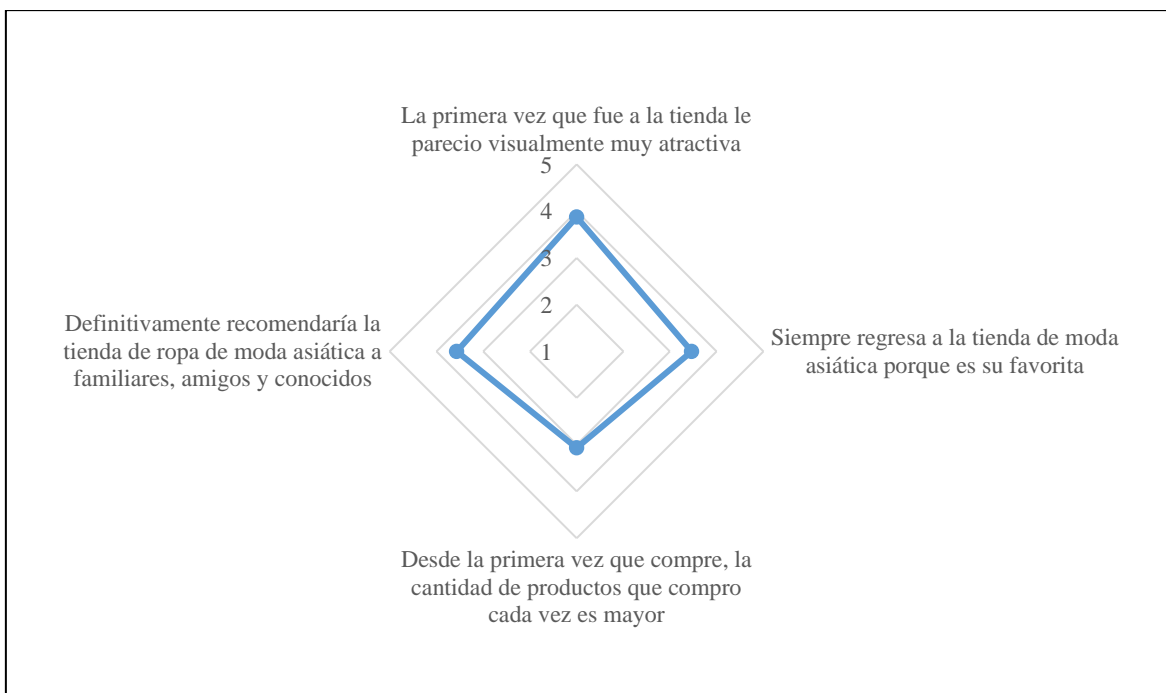 La primera vez que fue a la tienda le
parecio visualmente muy atractiva
5
4
3
2
1
Definitivamente recomendaría la
tienda de ropa de moda asiática a
familiares, amigos y conocidos
Siempre regresa a la tienda de moda
asiática porque es su favorita
Desde la primera vez que compre, la
cantidad de productos que compro
cada vez es mayor